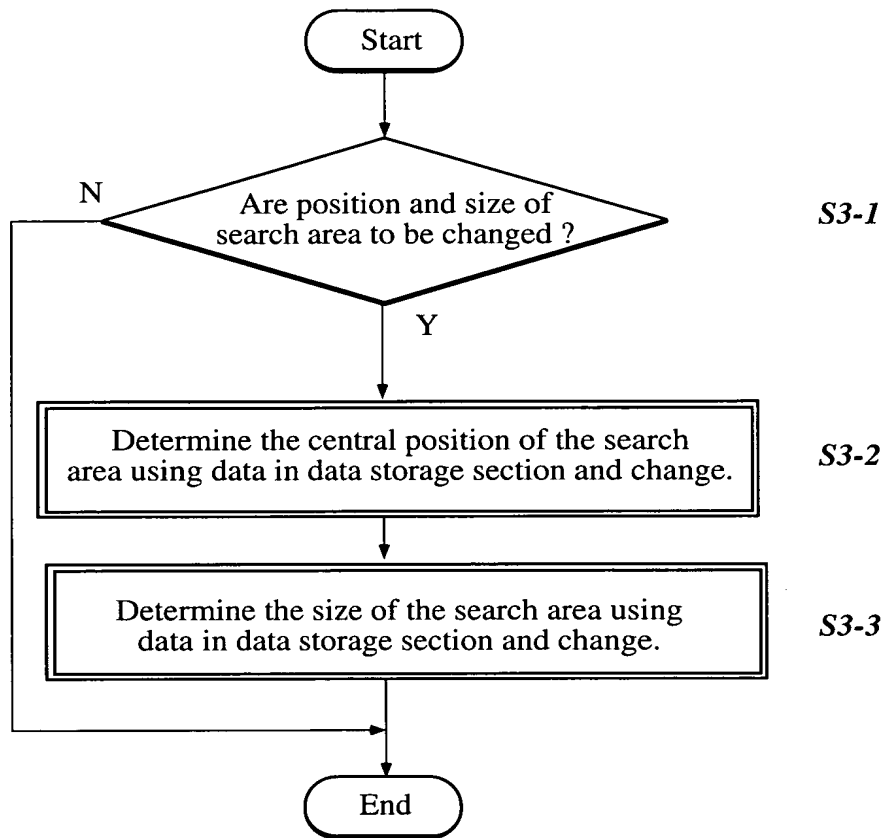 Start
N
Are position and size of
search area to be changed ?
S3-1
Y
Determine the central position of the search
area using data in data storage section and change.
S3-2
Determine the size of the search area using
data in data storage section and change.
S3-3
End